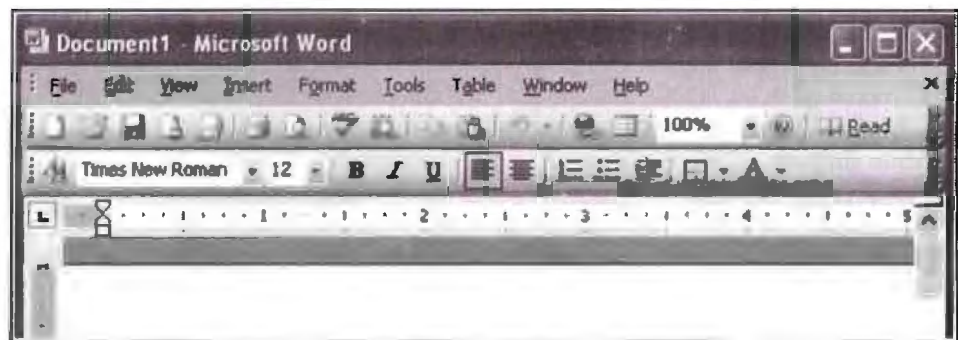 Document1 - Microsoft Word
File Edit View Insert Format Tools Table Window Help
100% Read
Times New Roman 12 B I U A
L 1 2 3 4 5